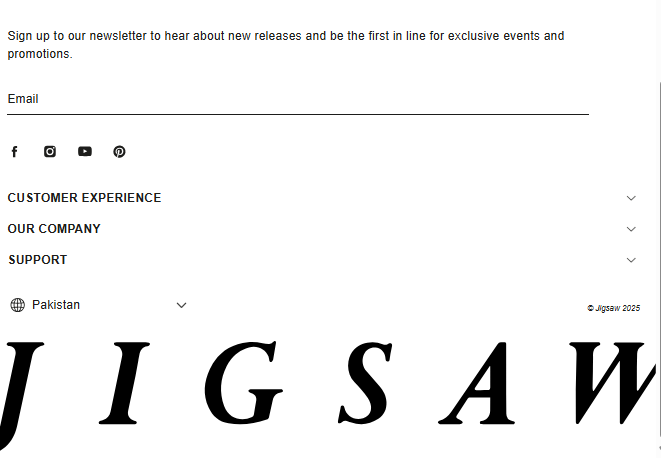 Sign up to our newsletter to hear about new releases and be the first in line for exclusive events and
promotions.
Email
CUSTOMER EXPERIENCE
OUR COMPANY
SUPPORT
Pakistan
© Jigsaw 2025
JIGSAW